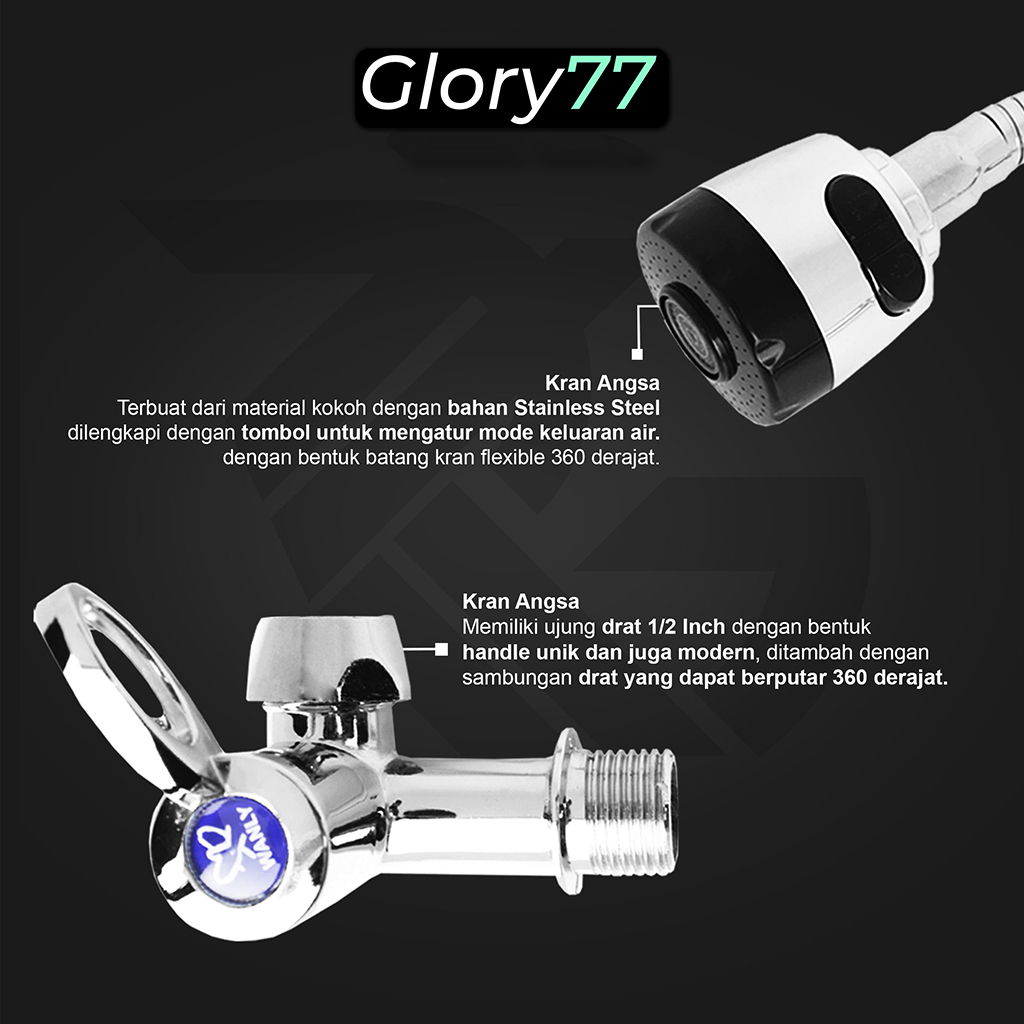 Glory77
Kran Angsa
Terbuat dari material kokoh dengan bahan Stainless Steel
dilengkapi dengan tombol untuk mengatur mode keluaran air.
dengan bentuk batang kran flexible 360 derajat.
Kran Angsa
Memiliki ujung drat 1/2 Inch dengan bentuk
handle unik dan juga modern, ditambah dengan
sambungan drat yang dapat berputar 360 derajat.
WANLY